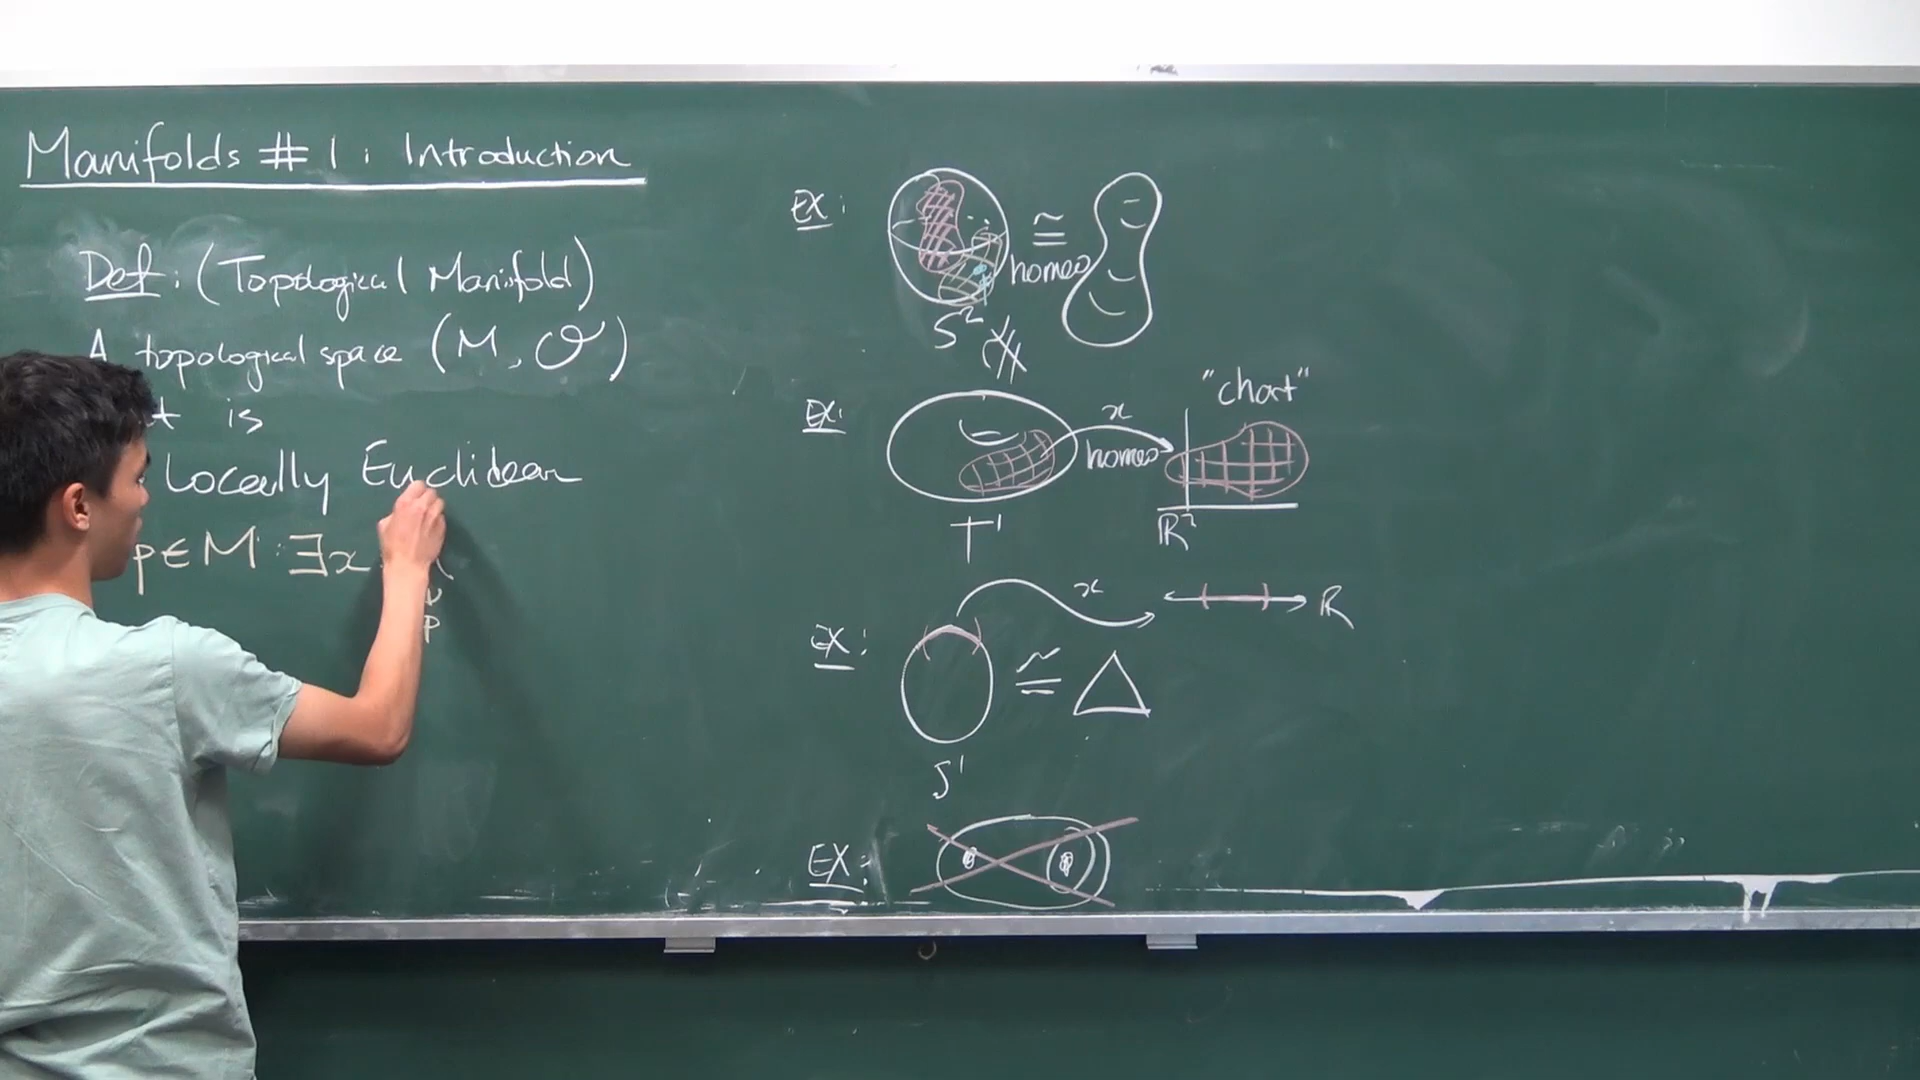 Manifolds #1: Introduction
Def: (Topological Manifold)
A topological space (M, O)
is
Locally Euclidean
p∈M : ∃x
p
Ex:
≅
homeo
S²
Ex:
x
homeo
"chart"
T¹
R²
EX:
x
R
≅
S¹
EX: